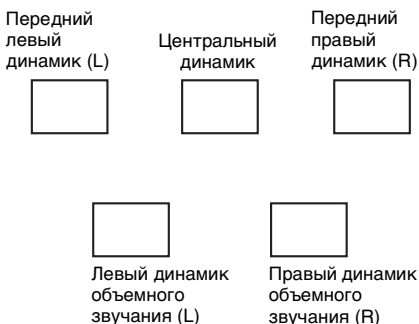 Передний
левый
динамик (L)
Центральный
динамик
Передний
правый
динамик (R)
Левый динамик
объемного
звучания (L)
Правый динамик
объемного
звучания (R)